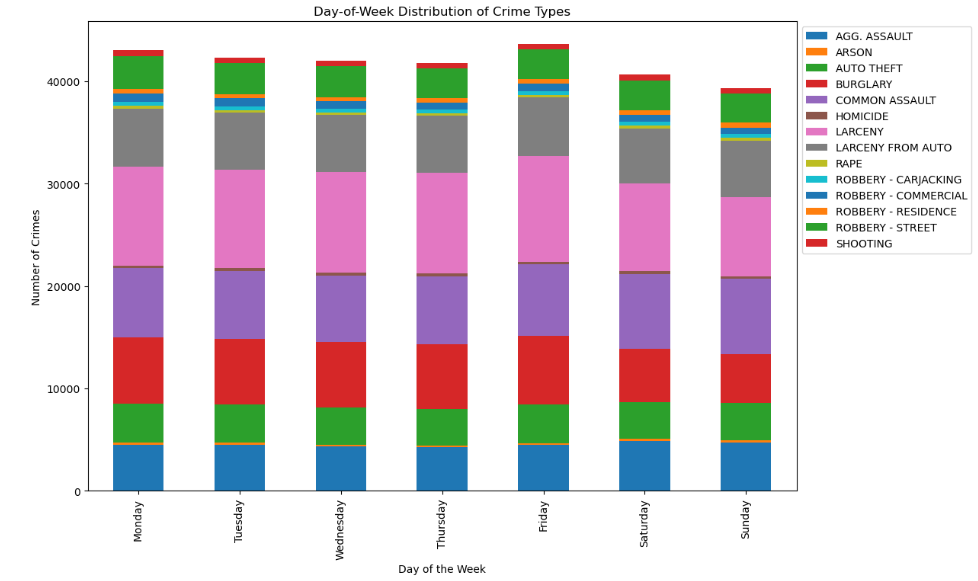 Day-of-Week Distribution of Crime Types
Number of Crimes
40000
30000
20000
10000
0
Monday
Tuesday
Wednesday
Thursday
Friday
Saturday
Sunday
Day of the Week
AGG. ASSAULT
ARSON
AUTO THEFT
BURGLARY
COMMON ASSAULT
HOMICIDE
LARCENY
LARCENY FROM AUTO
RAPE
ROBBERY - CARJACKING
ROBBERY - COMMERCIAL
ROBBERY - RESIDENCE
ROBBERY - STREET
SHOOTING